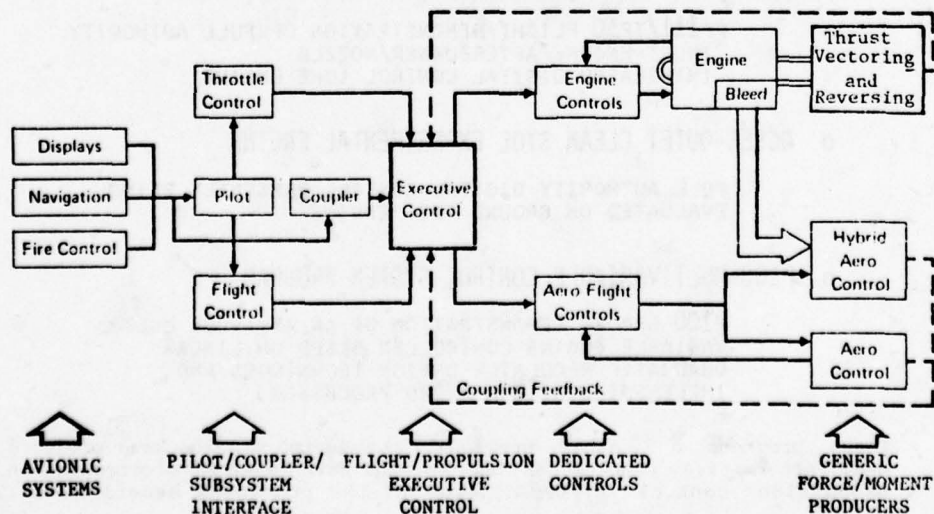 Throttle
Control
Engine
Controls
Engine
Bleed
Thrust
Vectoring
and
Reversing
Displays
Navigation
Fire Control
Pilot
Coupler
Executive
Control
Flight
Control
Aero Flight
Controls
Hybrid
Aero
Control
Aero
Control
Coupling Feedback
AVIONIC
SYSTEMS
PILOT/COUPLER/
SUBSYSTEM
INTERFACE
FLIGHT/PROPULSION
EXECUTIVE
CONTROL
DEDICATED
CONTROLS
GENERIC
FORCE/MOMENT
PRODUCERS